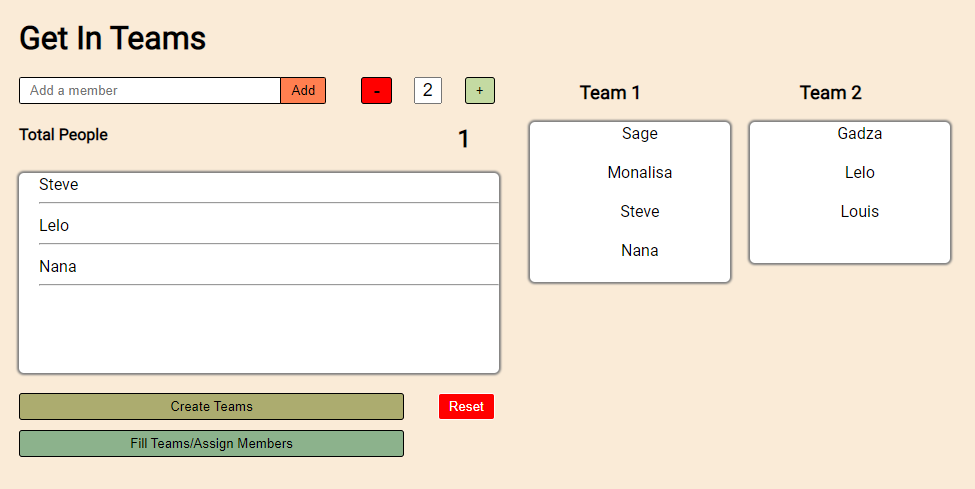 Get In Teams
Add a member
Add
-
2
+
Total People
1
Steve
Lelo
Nana
Create Teams
Reset
Fill Teams/Assign Members
Team 1
Sage
Monalisa
Steve
Nana
Team 2
Gadza
Lelo
Louis